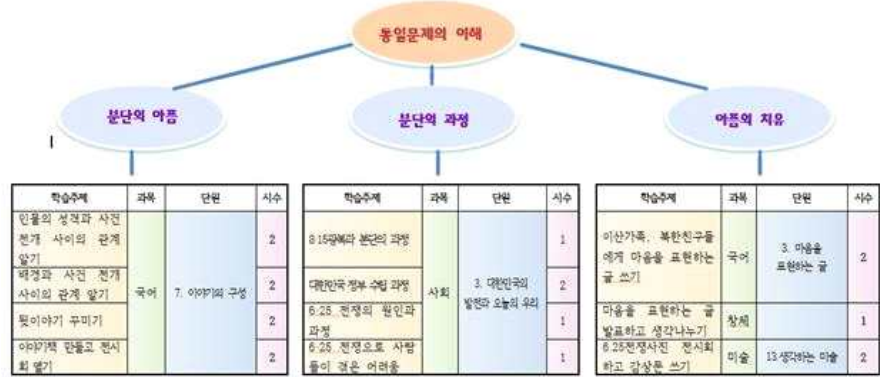 통일문제의 이해
분단의 아픔
분단의 과정
아픔의 치유
학습주제 과목 단원 시수
인물의 성격과 사건
전개 사이의 관계
알기
2
배경과 사건 전개
사이의 관계 알기
2
뒷이야기 꾸미기
2
이야기책 만들고 전시
회 열기
2
국어
7. 이야기의 구성
학습주제 과목 단원 시수
8.15광복과 분단의 과정
1
대한민국 정부 수립 과정
2
6.25 전쟁의 원인과
과정
1
6.25 전쟁으로 사람
들이 겪은 어려움
1
사회
3. 대한민국의
발전과 오늘의 우리
학습주제 과목 단원 시수
이산가족, 북한친구들
에게 마음을 표현하는
글 쓰기
국어
3. 마음을
표현하는 글
2
마음을 표현하는 글
발표하고 생각나누기
창체
1
6.25전쟁사진 전시회
하고 감상문 쓰기
미술
13.생각하는 미술
2